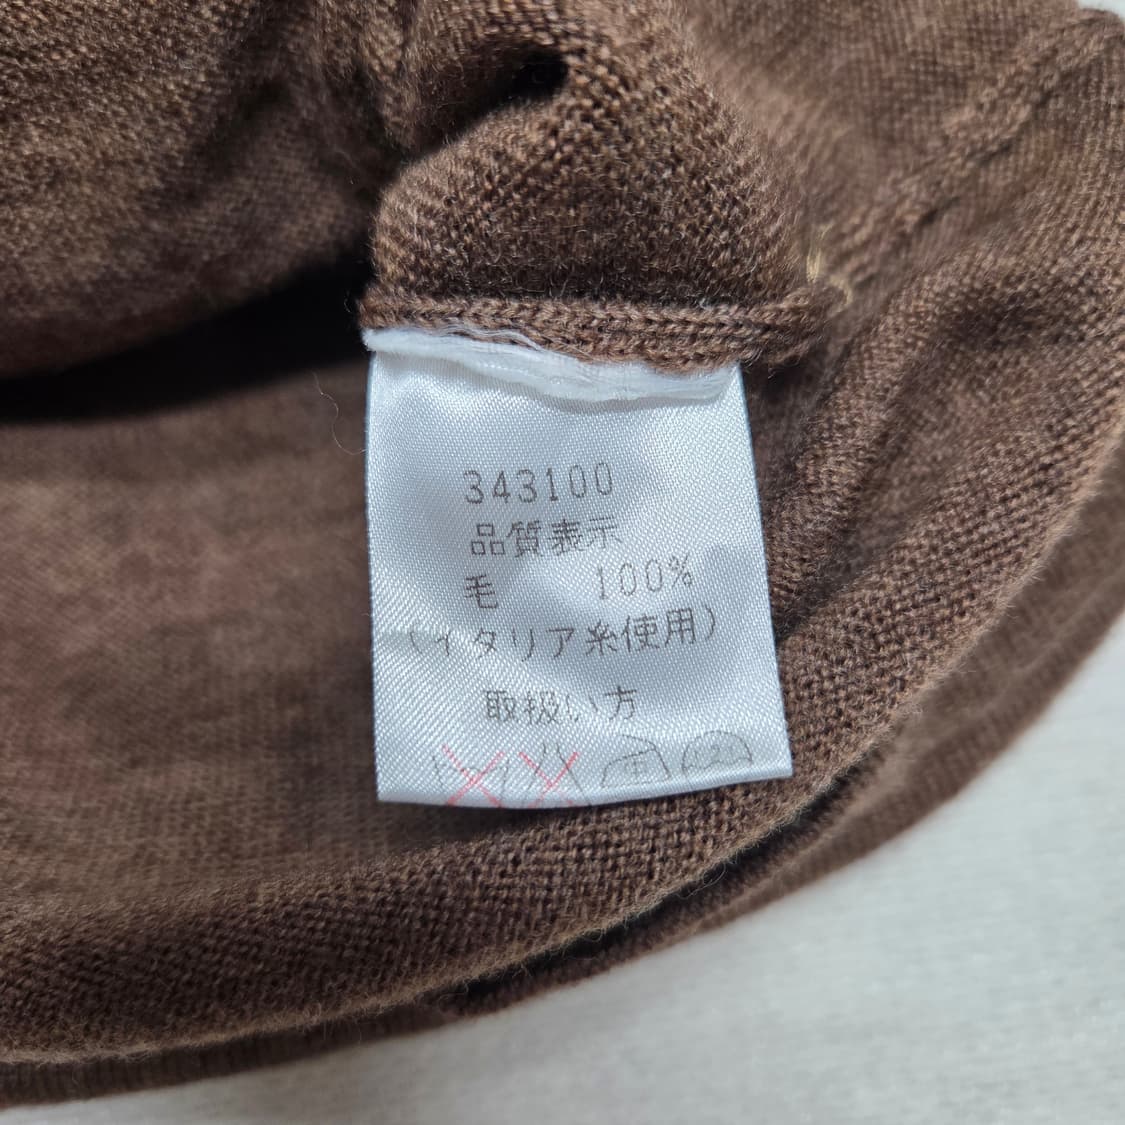 343100
品質表示
毛 100%
(イタリア糸使用)
取扱い方